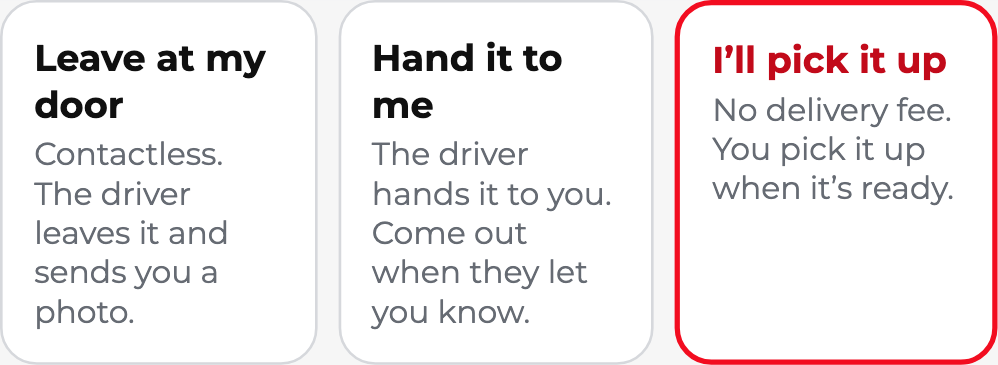 Leave at my
door
Contactless.
The driver
leaves it and
sends you a
photo.
Hand it to
me
The driver
hands it to you.
Come out
when they let
you know.
I’ll pick it up
No delivery fee.
You pick it up
when it’s ready.